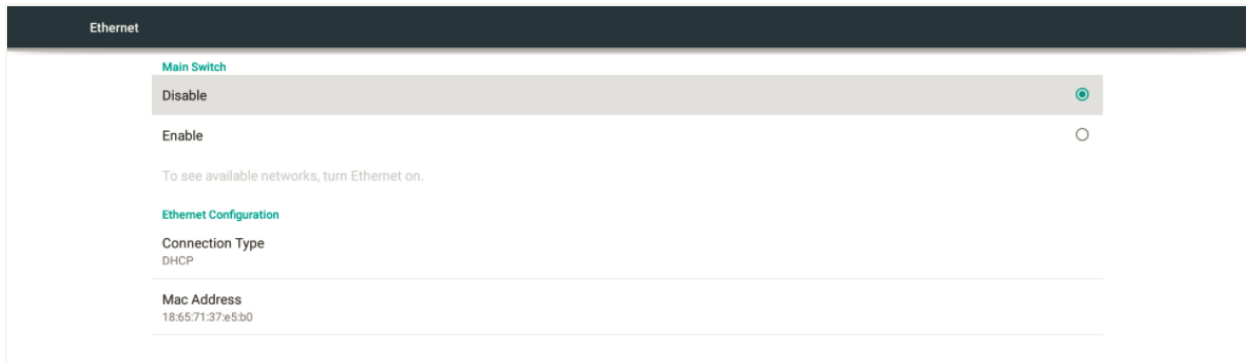 Ethernet
Main Switch
Disable
Enable
To see available networks, turn Ethernet on.
Ethernet Configuration
Connection Type
DHCP
Mac Address
18:65:71:37:e5:b0